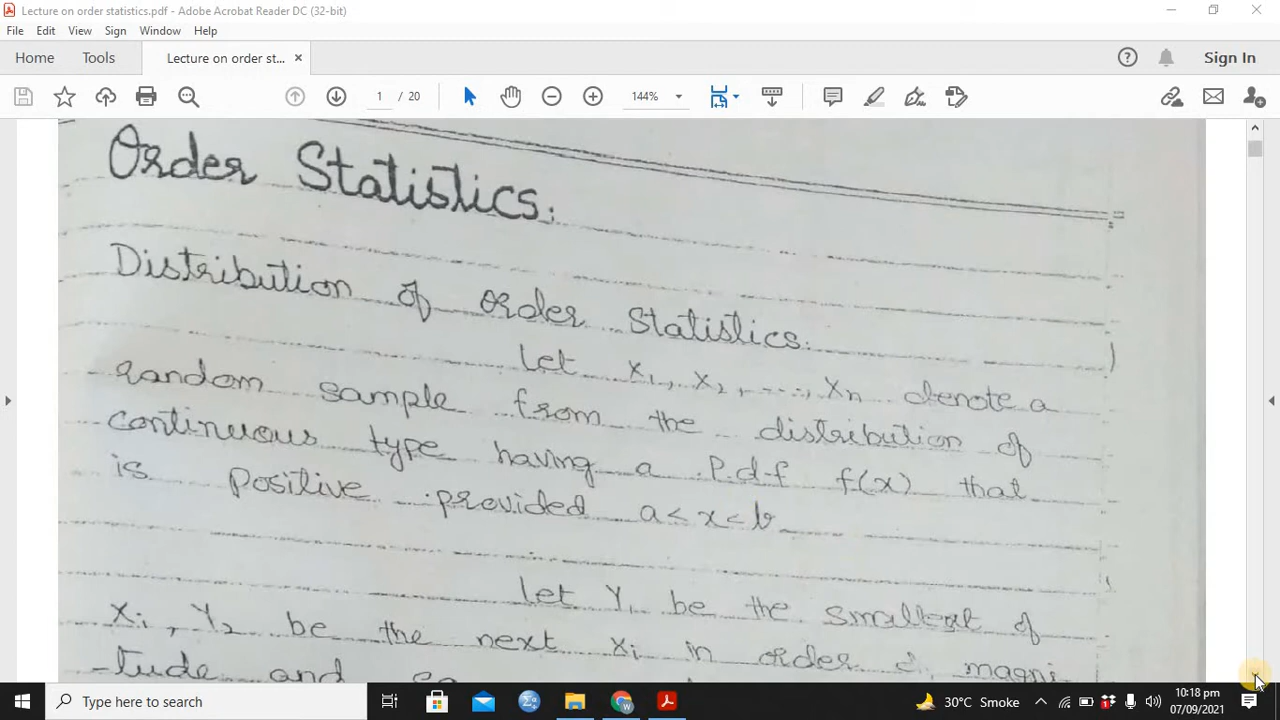 Lecture on order statistics.pdf - Adobe Acrobat Reader DC (32-bit)
File Edit View Sign Window Help
Home Tools Lecture on order st... × Sign In
1 / 20 144%
Order Statistics:
Distribution of Order Statistics:
Let X1, X2, ...., Xn denote a
random sample from the distribution of
continuous type having a P.d.f f(x) that
is positive provided a < x < b
Let Y1 be the smallest of
Xi, Y2 be the next Xi in order of magni
-tude and
Type here to search
30°C Smoke
10:18 pm
07/09/2021